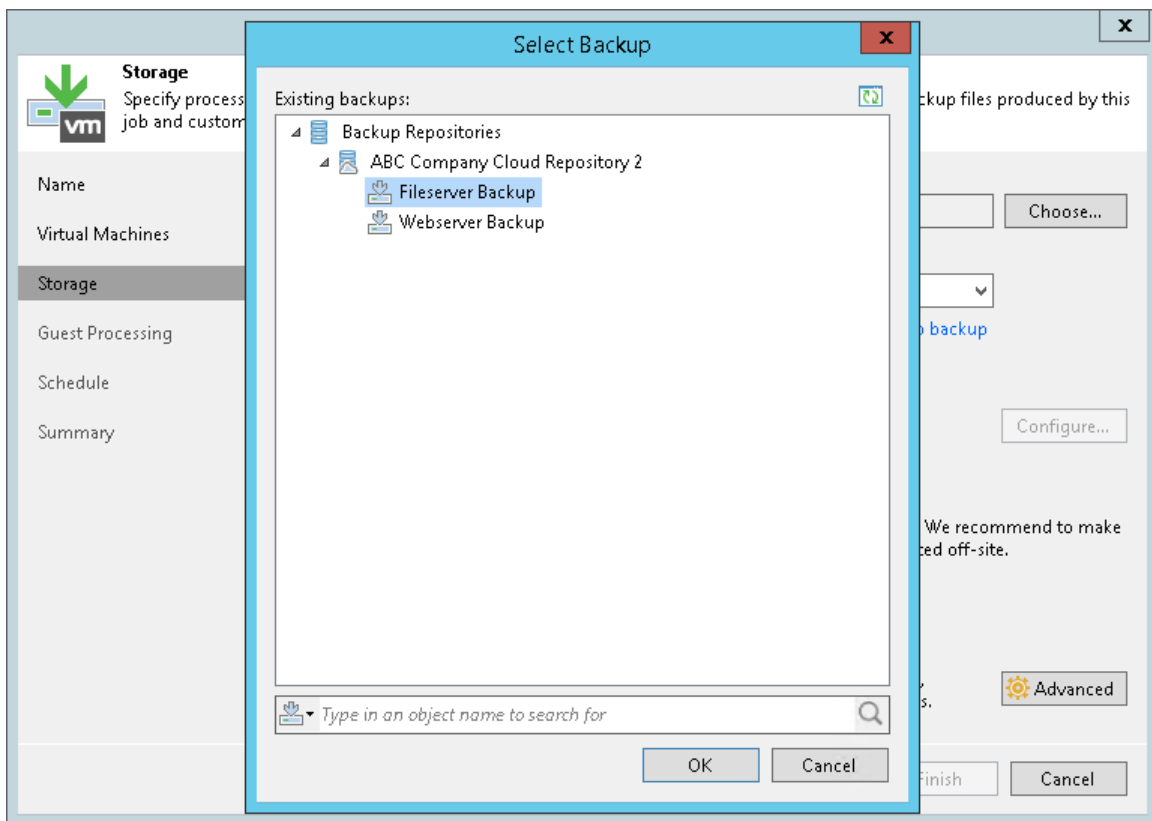 Select Backup
x
x
Storage
Specify process
job and custom
ckup files produced by this
vm
Name
Virtual Machines
Storage
Guest Processing
Schedule
Summary
Existing backups:
Backup Repositories
ABC Company Cloud Repository 2
Fileserver Backup
Webserver Backup
Type in an object name to search for
OK
Cancel
Choose...
backup
Configure...
We recommend to make
ted off-site.
s.
Advanced
Finish
Cancel